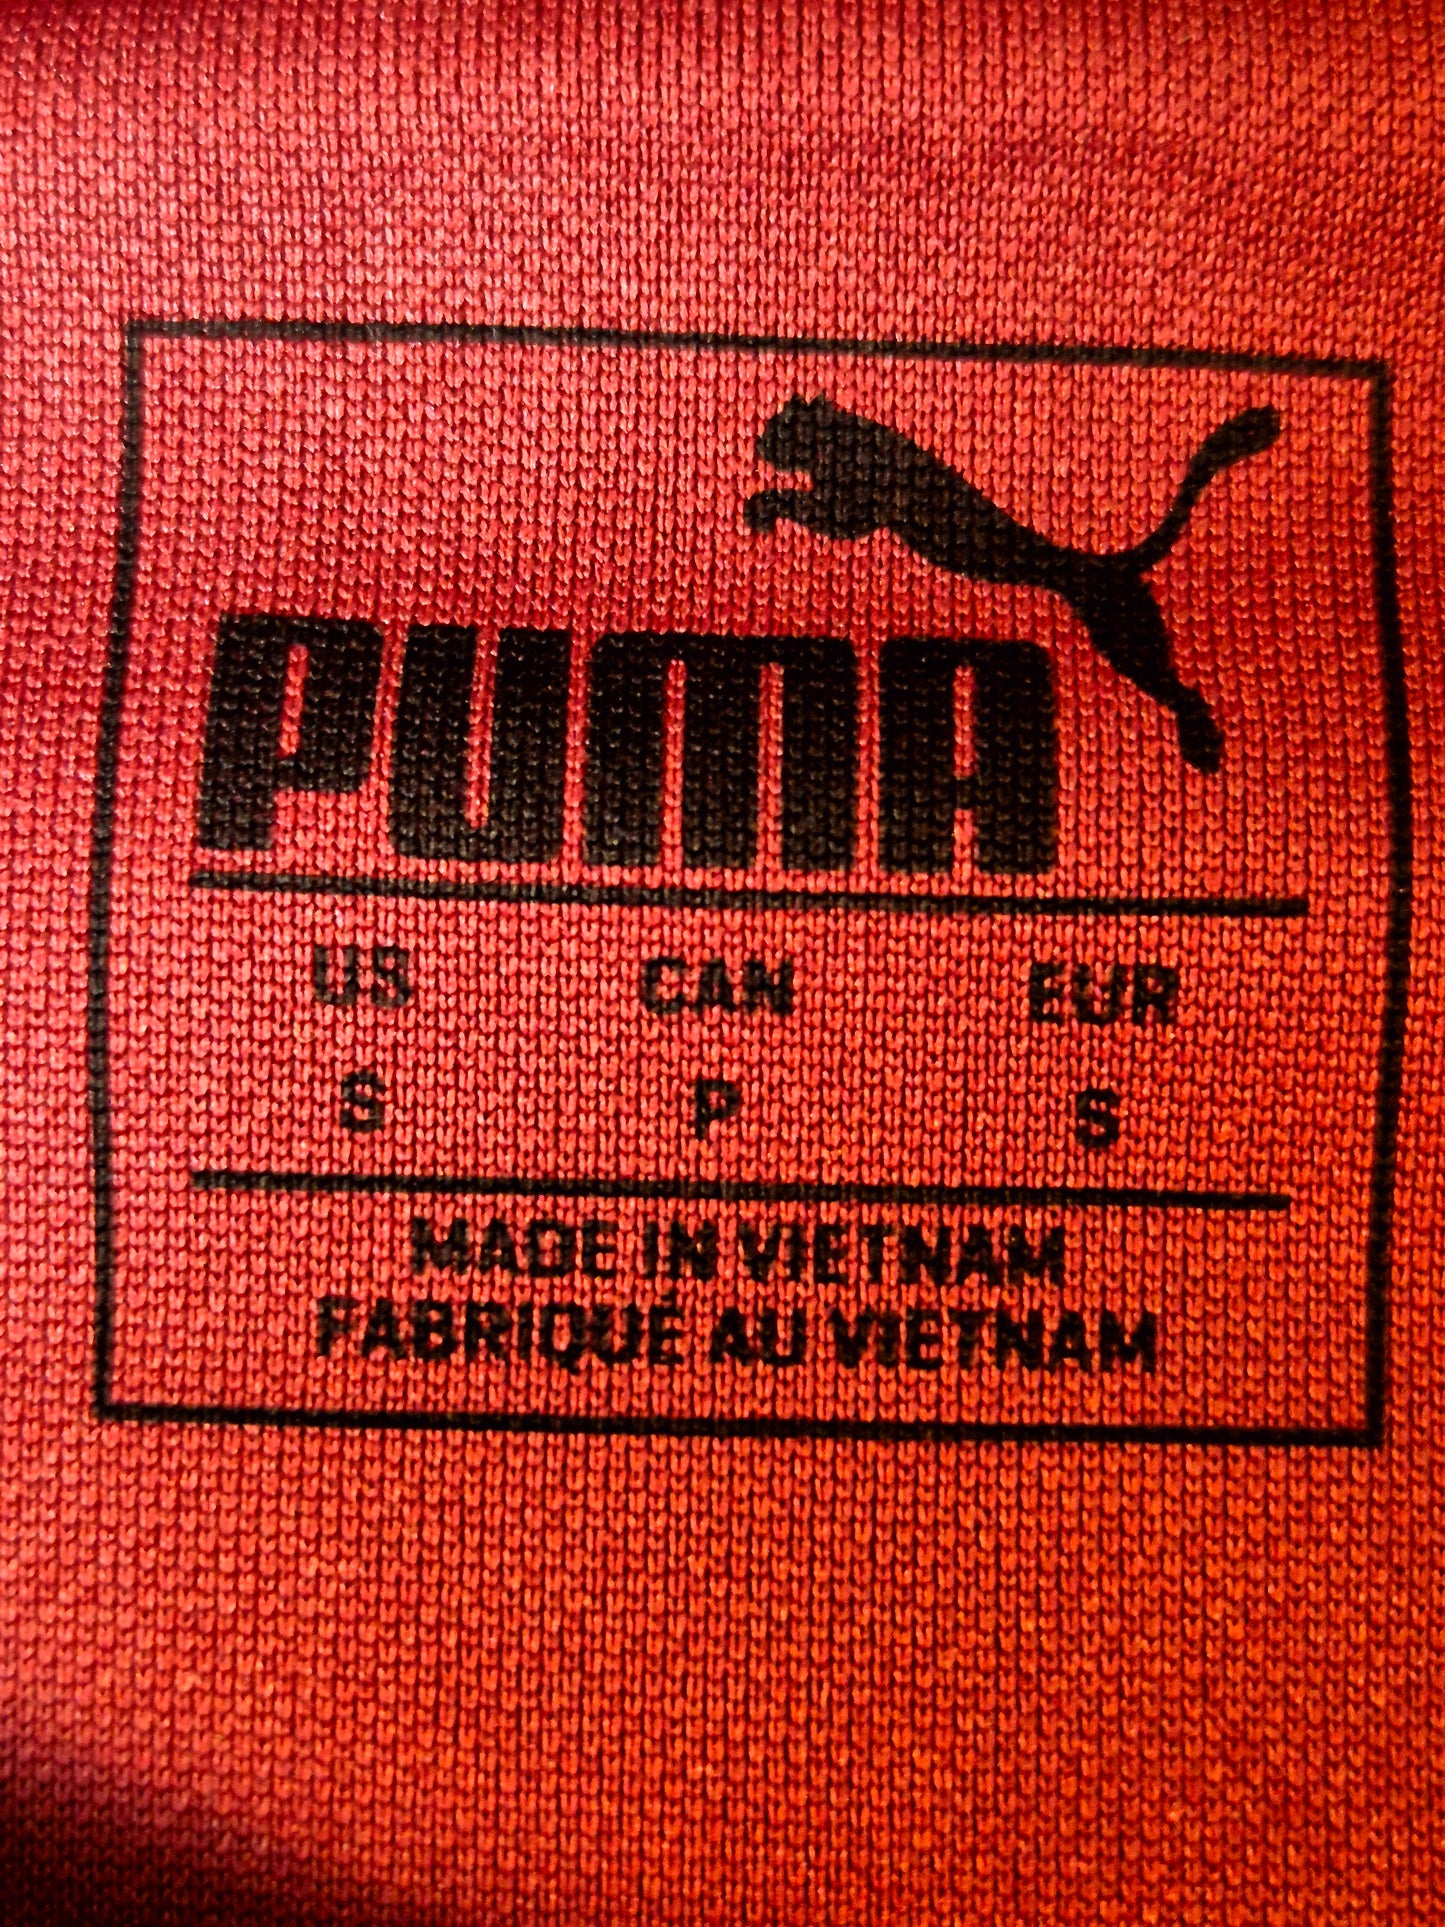 PUMA
US CAN EUR
S P S
MADE IN VIETNAM
FABRIQUÉ AU VIETNAM